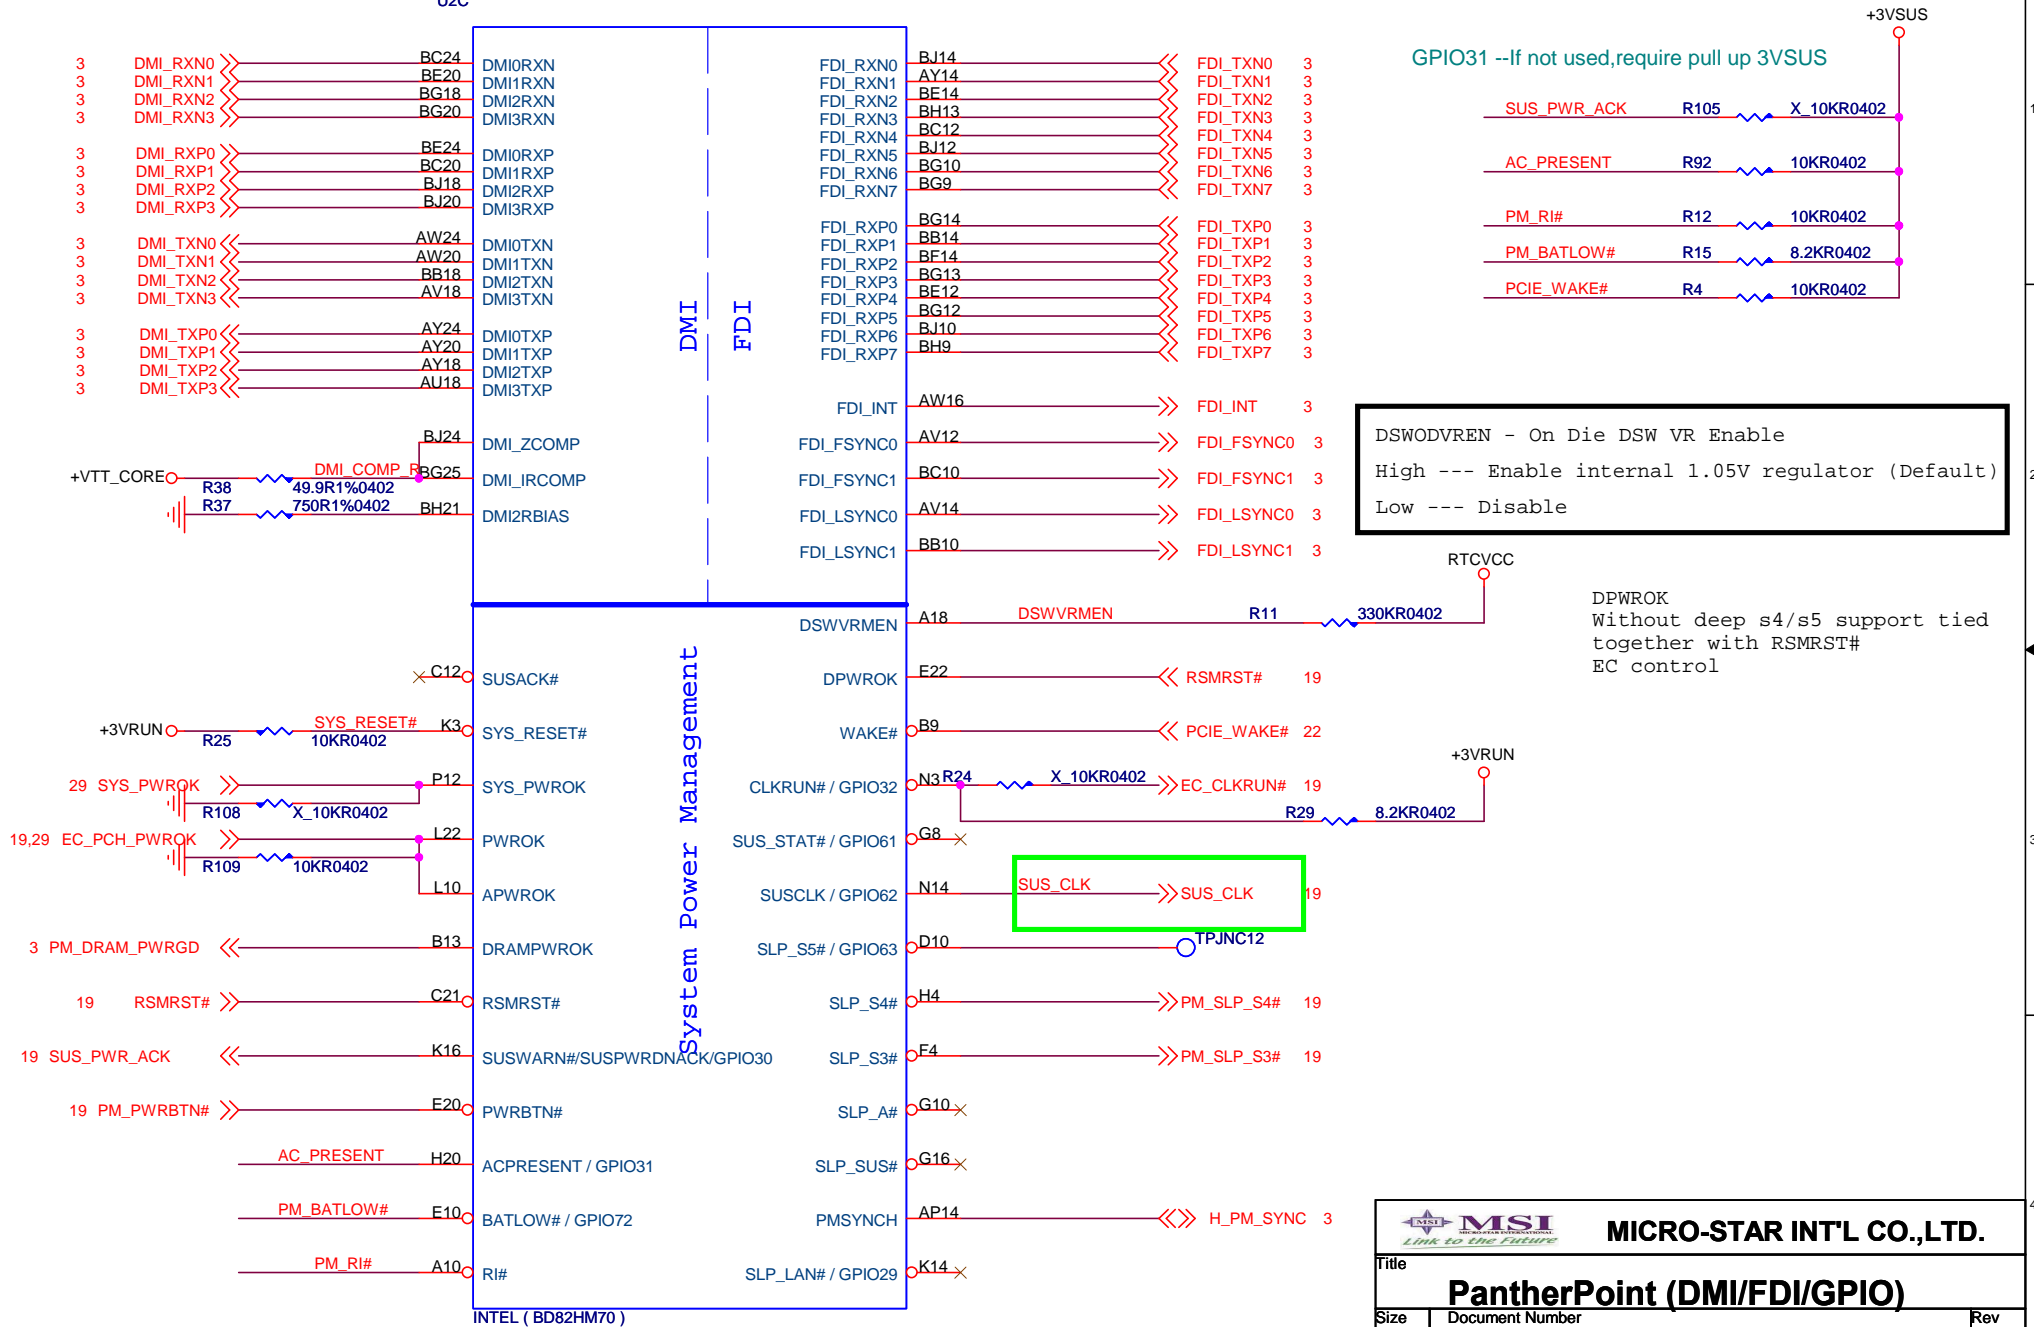 U2C
+3VSUS
GPIO31 --If not used,require pull up 3VSUS
3 DMI_RXN0 BC24 DMI0RXN FDI_RXN0 BJ14 FDI_TXN0 3
3 DMI_RXN1 BE20 DMI1RXN FDI_RXN1 AY14 FDI_TXN1 3
3 DMI_RXN2 BG18 DMI2RXN FDI_RXN2 BE14 FDI_TXN2 3
3 DMI_RXN3 BG20 DMI3RXN FDI_RXN3 BH13 FDI_TXN3 3
FDI_RXN4 BC12 FDI_TXN4 3
3 DMI_RXP0 BE24 DMI0RXP FDI_RXN5 BJ12 FDI_TXN5 3
3 DMI_RXP1 BC20 DMI1RXP FDI_RXN6 BG10 FDI_TXN6 3
3 DMI_RXP2 BJ18 DMI2RXP FDI_RXN7 BG9 FDI_TXN7 3
3 DMI_RXP3 BJ20 DMI3RXP
FDI_RXP0 BG14 FDI_TXP0 3
3 DMI_TXN0 AW24 DMI0TXN FDI_RXP1 BB14 FDI_TXP1 3
3 DMI_TXN1 AW20 DMI1TXN FDI_RXP2 BF14 FDI_TXP2 3
3 DMI_TXN2 BB18 DMI2TXN FDI_RXP3 BG13 FDI_TXP3 3
3 DMI_TXN3 AV18 DMI3TXN FDI_RXP4 BE12 FDI_TXP4 3
FDI_RXP5 BG12 FDI_TXP5 3
3 DMI_TXP0 AY24 DMI0TXP FDI_RXP6 BJ10 FDI_TXP6 3
3 DMI_TXP1 AY20 DMI1TXP FDI_RXP7 BH9 FDI_TXP7 3
3 DMI_TXP2 AY18 DMI2TXP
3 DMI_TXP3 AU18 DMI3TXP
DMI
FDI
SUS_PWR_ACK R105 X_10KR0402
AC_PRESENT R92 10KR0402
PM_RI# R12 10KR0402
PM_BATLOW# R15 8.2KR0402
PCIE_WAKE# R4 10KR0402
FDI_INT AW16 FDI_INT 3
BJ24 DMI_ZCOMP FDI_FSYNC0 AV12 FDI_FSYNC0 3
+VTT_CORE R38 49.9R1%0402 DMI_COMP_R BG25 DMI_IRCOMP FDI_FSYNC1 BC10 FDI_FSYNC1 3
R37 750R1%0402 BH21 DMI2RBIAS FDI_LSYNC0 AV14 FDI_LSYNC0 3
FDI_LSYNC1 BB10 FDI_LSYNC1 3
DSWODVREN - On Die DSW VR Enable
High --- Enable internal 1.05V regulator (Default)
Low --- Disable
RTCVCC
DSWVRMEN A18 DSWVRMEN R11 330KR0402
DPWROK
Without deep s4/s5 support tied
together with RSMRST#
EC control
System Power Management
C12 SUSACK# DPWROK E22 RSMRST# 19
+3VRUN R25 10KR0402 SYS_RESET# K3 SYS_RESET# WAKE# B9 PCIE_WAKE# 22
+3VRUN
29 SYS_PWROK P12 SYS_PWROK CLKRUN# / GPIO32 N3 R24 X_10KR0402 EC_CLKRUN# 19
R108 X_10KR0402
R29 8.2KR0402
19,29 EC_PCH_PWROK L22 PWROK SUS_STAT# / GPIO61 G8
R109 10KR0402
L10 APWROK SUSCLK / GPIO62 N14 SUS_CLK SUS_CLK 19
3 PM_DRAM_PWRGD B13 DRAMPWROK SLP_S5# / GPIO63 D10 TPJNC12
19 RSMRST# C21 RSMRST# SLP_S4# H4 PM_SLP_S4# 19
19 SUS_PWR_ACK K16 SUSWARN#/SUSPWRDNACK/GPIO30 SLP_S3# F4 PM_SLP_S3# 19
19 PM_PWRBTN# E20 PWRBTN# SLP_A# G10
AC_PRESENT H20 ACPRESENT / GPIO31 SLP_SUS# G16
PM_BATLOW# E10 BATLOW# / GPIO72 PMSYNCH AP14 H_PM_SYNC 3
PM_RI# A10 RI# SLP_LAN# / GPIO29 K14
INTEL ( BD82HM70 )
MSI MSI
MICRO-STAR INTERNATIONAL
Link to the Future
MICRO-STAR INT'L CO.,LTD.
Title
PantherPoint (DMI/FDI/GPIO)
Size Document Number Rev